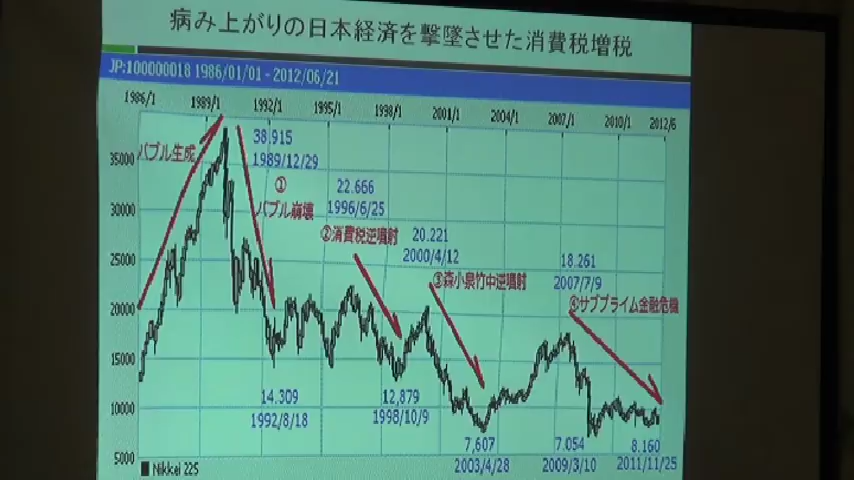 病み上がりの日本経済を撃墜させた消費税増税
JP:100000018 1986/01/01 - 2012/06/21
1986/1 1989/1 1992/1 1995/1 1998/1 2001/1 2004/1 2007/1 2010/1 2012/6
35000
30000
25000
20000
15000
10000
5000
バブル生成
38,915
1989/12/29
①
バブル崩壊
22.666
1996/6/25
②消費税逆噴射
20.221
2000/4/12
③森小泉竹中逆噴射
18.261
2007/7/9
④サブプライム金融危機
14.309
1992/8/18
12,879
1998/10/9
7,607
2003/4/28
7.054
2009/3/10
8.160
2011/11/25
Nikkei 225